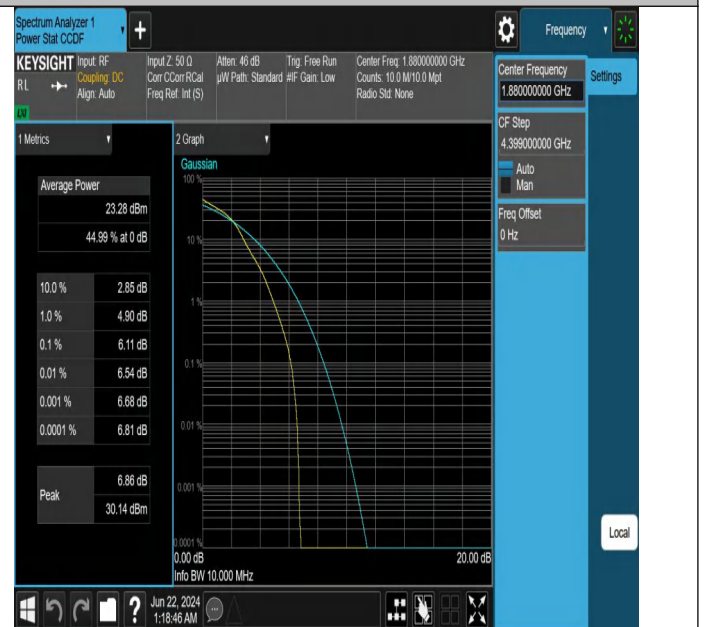 Spectrum Analyzer 1
Power Stat CCDF
+
Frequency
KEYSIGHT
RL
LXI
Input: RF
Coupling: DC
Align: Auto
Input Z: 50 Ω
Corr CCorr RCal
Freq Ref: Int (S)
Atten: 46 dB
µW Path: Standard
Trig: Free Run
#IF Gain: Low
Center Freq: 1.880000000 GHz
Counts: 10.0 M/10.0 Mpt
Radio Std: None
Center Frequency
1.880000000 GHz
Settings
CF Step
4.399000000 GHz
Auto
Man
Freq Offset
0 Hz
1 Metrics
Average Power
23.28 dBm
44.99 % at 0 dB
10.0 % 2.85 dB
1.0 % 4.90 dB
0.1 % 6.11 dB
0.01 % 6.54 dB
0.001 % 6.68 dB
0.0001 % 6.81 dB
Peak
6.86 dB
30.14 dBm
2 Graph
Gaussian
100 %
10 %
1 %
0.1 %
0.01 %
0.001 %
0.0001 %
0.00 dB
20.00 dB
Info BW 10.000 MHz
Local
?
Jun 22, 2024
1:18:46 AM